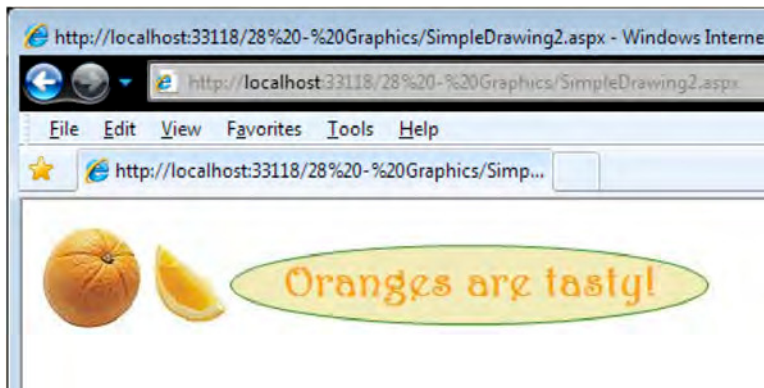 http://localhost:33118/28%20-%20Graphics/SimpleDrawing2.aspx - Windows Interne
http://localhost:33118/28%20-%20Graphics/SimpleDrawing2.aspx
File Edit View Favorites Tools Help
http://localhost:33118/28%20-%20Graphics/Simp...
Oranges are tasty!